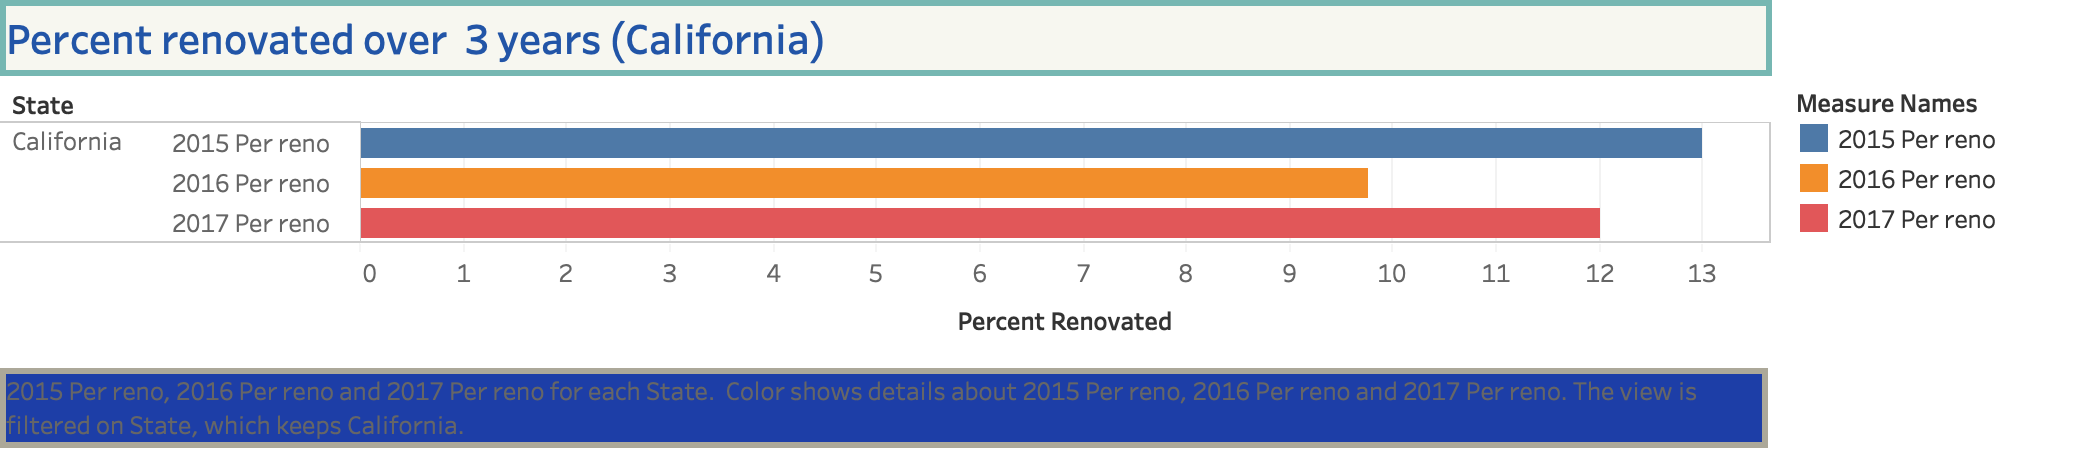 Percent renovated over  3 years (California)
State
Measure Names
California
2015 Per reno
2016 Per reno
2017 Per reno
2015 Per reno
2016 Per reno
2017 Per reno
0 1 2 3 4 5 6 7 8 9 10 11 12 13
Percent Renovated
2015 Per reno, 2016 Per reno and 2017 Per reno for each State.  Color shows details about 2015 Per reno, 2016 Per reno and 2017 Per reno. The view is
filtered on State, which keeps California.